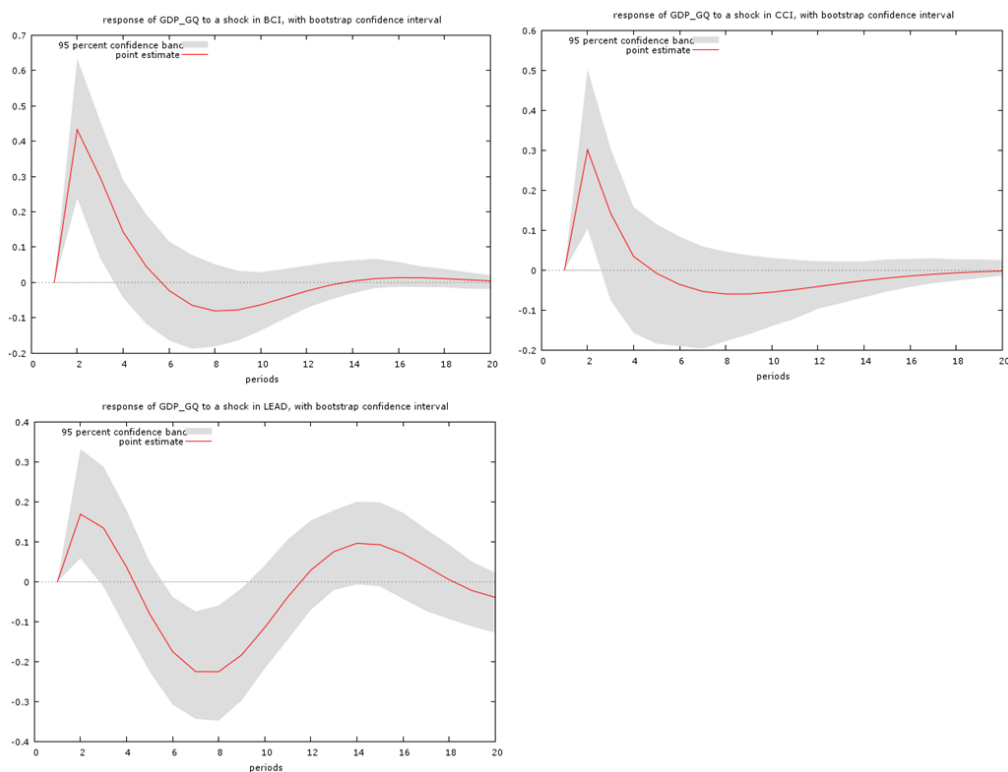 response of GDP_GQ to a shock in BCI, with bootstrap confidence interval
95 percent confidence band
point estimate
0.7
0.6
0.5
0.4
0.3
0.2
0.1
0
-0.1
-0.2
0 2 4 6 8 10 12 14 16 18 20
periods
response of GDP_GQ to a shock in CCI, with bootstrap confidence interval
95 percent confidence band
point estimate
0.6
0.5
0.4
0.3
0.2
0.1
0
-0.1
-0.2
0 2 4 6 8 10 12 14 16 18 20
periods
response of GDP_GQ to a shock in LEAD, with bootstrap confidence interval
95 percent confidence band
point estimate
0.4
0.3
0.2
0.1
0
-0.1
-0.2
-0.3
-0.4
0 2 4 6 8 10 12 14 16 18 20
periods